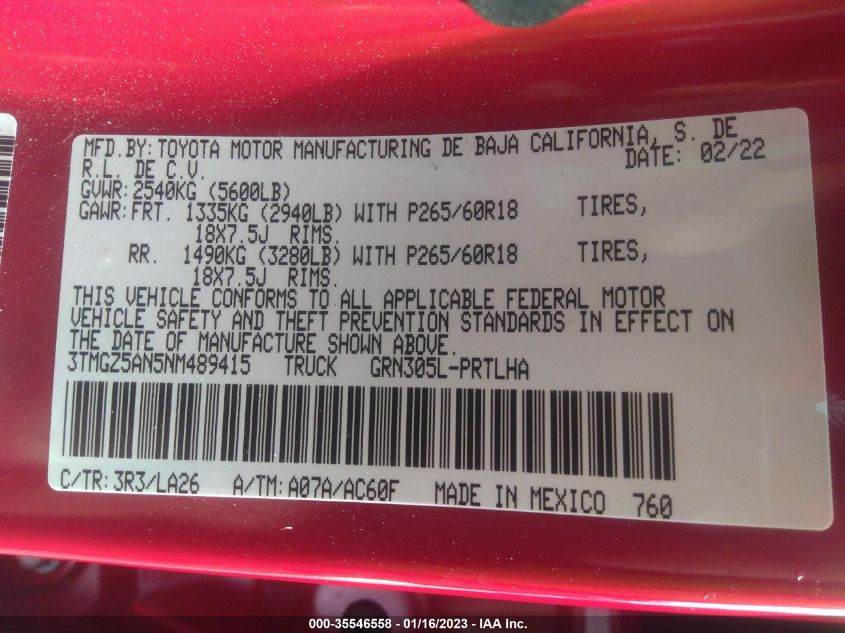 MFD.BY:TOYOTA MOTOR MANUFACTURING DE BAJA CALIFORNIA, S. DE
R.L. DE C.V. DATE: 02/22
GVWR:2540KG (5600LB)
GAWR:FRT. 1335KG (2940LB) WITH P265/60R18 TIRES,
18X7.5J RIMS.
RR. 1490KG (3280LB) WITH P265/60R18 TIRES,
18X7.5J RIMS.
THIS VEHICLE CONFORMS TO ALL APPLICABLE FEDERAL MOTOR
VEHICLE SAFETY AND THEFT PREVENTION STANDARDS IN EFFECT ON
THE DATE OF MANUFACTURE SHOWN ABOVE.
3TMGZ5AN5NM489415 TRUCK GRN305L-PRTLHA
C/TR:3R3/LA26 A/TM:A07A/AC60F MADE IN MEXICO 760
000-35546558 - 01/16/2023 - IAA Inc.